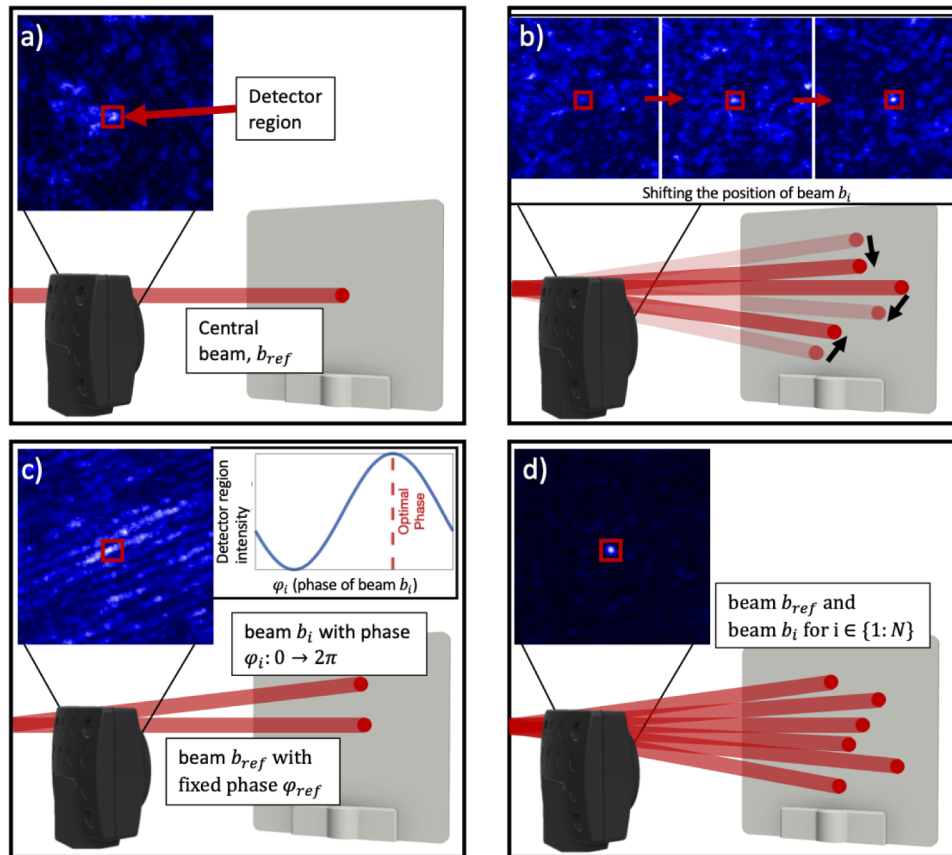 a)
Detector
region
Central
beam, b_ref
b)
Shifting the position of beam b_i
c)
Detector region
intensity
Optimal
Phase
φ_i (phase of beam b_i)
beam b_i with phase
φ_i: 0 → 2π
beam b_ref with
fixed phase φ_ref
d)
beam b_ref and
beam b_i for i ∈ {1: N}